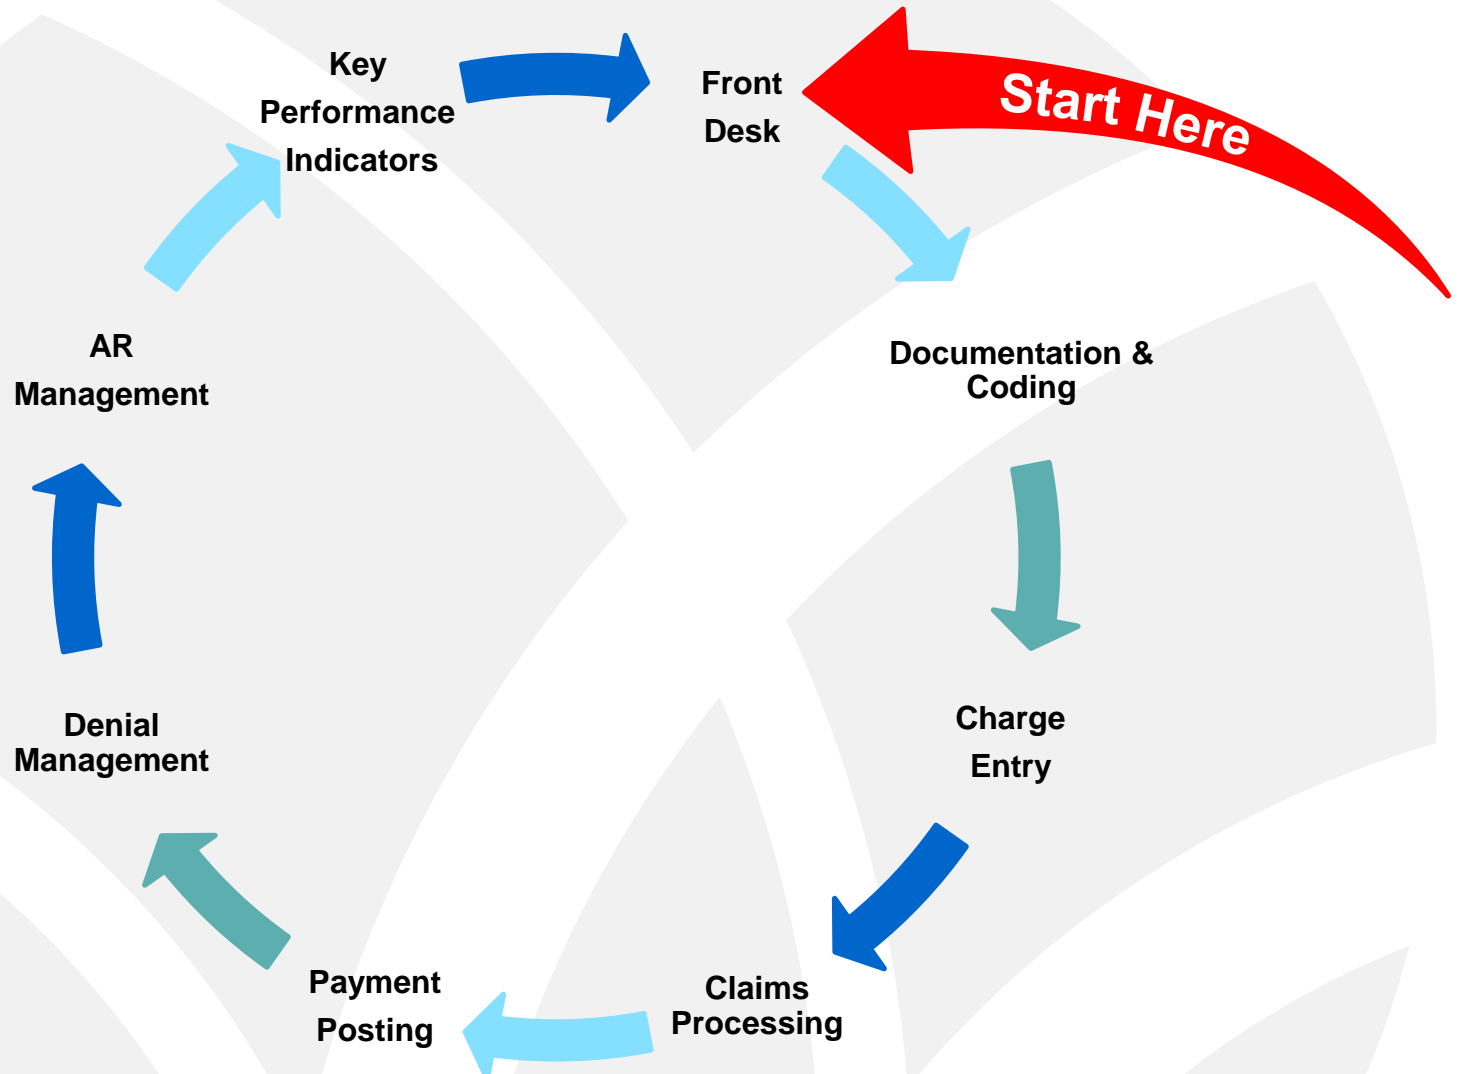 Start Here
Front
Desk
Documentation &
Coding
Charge
Entry
Claims
Processing
Payment
Posting
Denial
Management
AR
Management
Key
Performance
Indicators